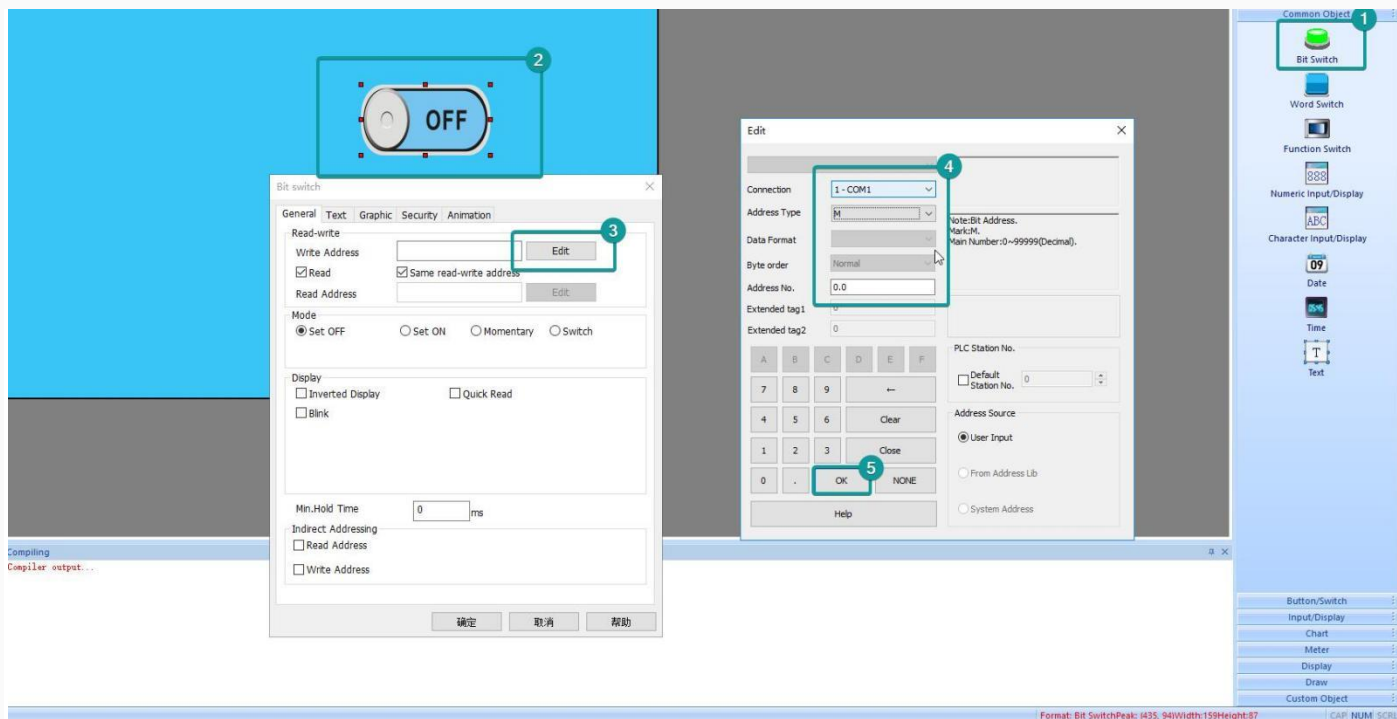 Common Object
1
Bit Switch
Word Switch
Function Switch
888
Numeric Input/Display
ABC
Character Input/Display
09
Date
Time
T
Text
2
OFF
Bit switch
General Text Graphic Security Animation
Read-write
3
Write Address
Edit
Read
Same read-write address
Read Address
Edit
Mode
Set OFF
Set ON
Momentary
Switch
Display
Inverted Display
Quick Read
Blink
Min.Hold Time
0
ms
Indirect Addressing
Read Address
Write Address
确定
取消
帮助
Edit
4
Connection
1 - COM1
Address Type
M
Data Format
Byte order
Normal
Address No.
0.0
Extended tag1
0
Extended tag2
0
Note:Bit Address.
Mark:M.
Main Number:0~99999(Decimal).
A B C D E F
7 8 9 ←
4 5 6 Clear
1 2 3 Close
5
0 . OK NONE
Help
PLC Station No.
Default
Station No.
0
Address Source
User Input
From Address Lib
System Address
Compiling
Compiler output...
Button/Switch
Input/Display
Chart
Meter
Display
Draw
Custom Object
Format: Bit SwitchPeak: (435, 94)Width:159Height:87
CAP NUM SCRL